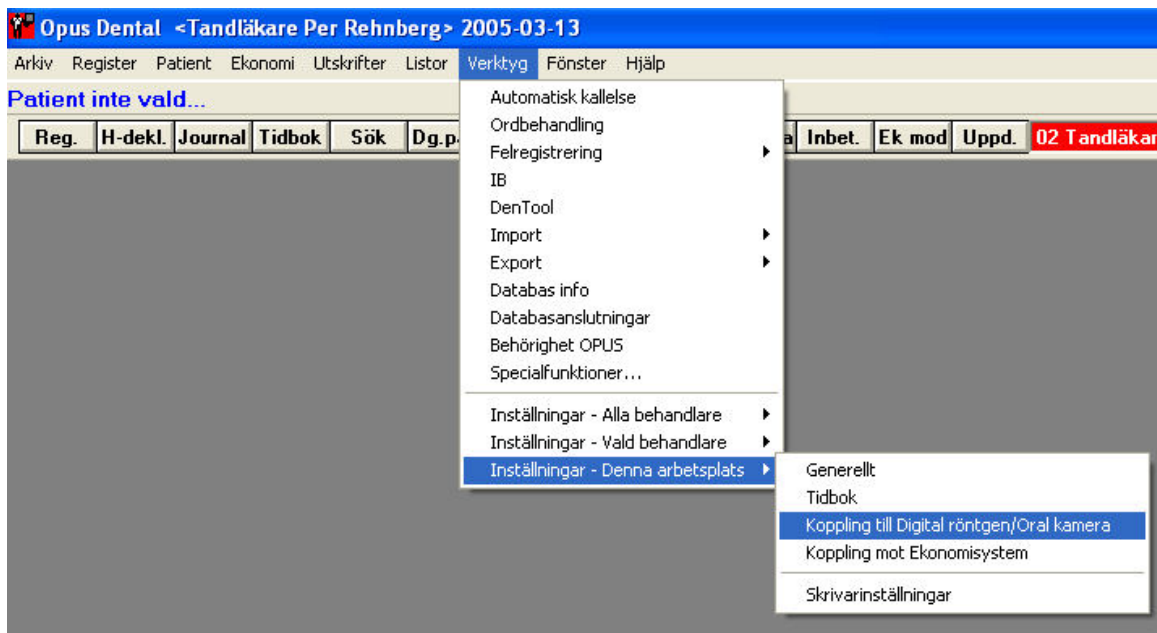 Opus Dental <Tandläkare Per Rehnberg> 2005-03-13
Arkiv Register Patient Ekonomi Utskrifter Listor Verktyg Fönster Hjälp
Patient inte vald...
Reg. H-dekl. Journal Tidbok Sök Dg.p. Inbet. Ek mod Uppd. 02 Tandläkar
Automatisk kallelse
Ordbehandling
Felregistrering
IB
DenTool
Import
Export
Databas info
Databasanslutningar
Behörighet OPUS
Specialfunktioner...
Inställningar - Alla behandlare
Inställningar - Vald behandlare
Inställningar - Denna arbetsplats
Generellt
Tidbok
Koppling till Digital röntgen/Oral kamera
Koppling mot Ekonomisystem
Skrivarinställningar